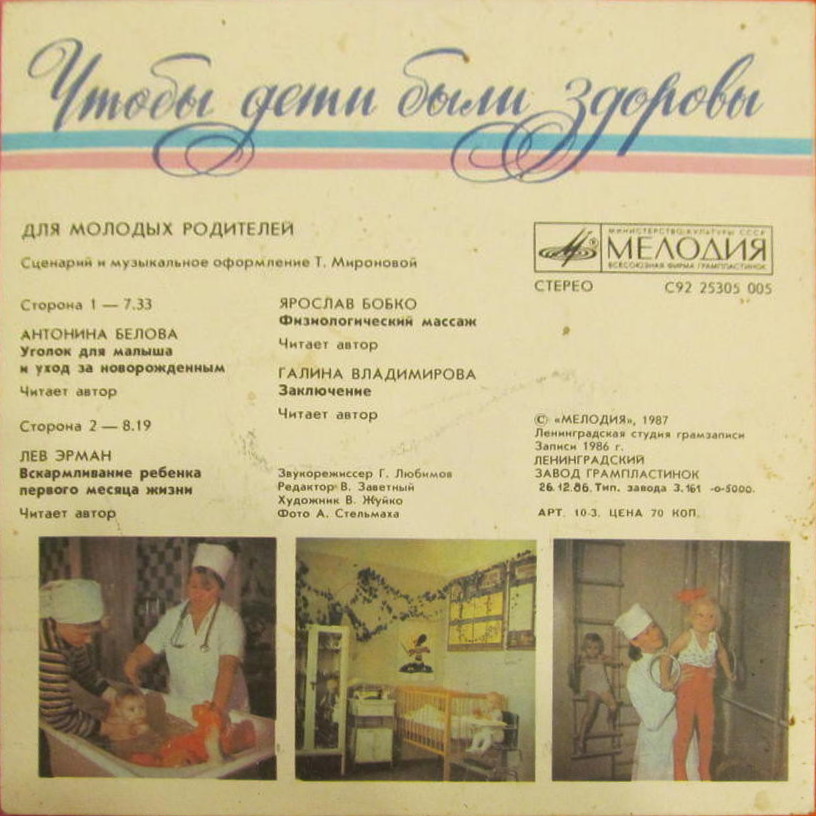 Чтобы дети были здоровы
ДЛЯ МОЛОДЫХ РОДИТЕЛЕЙ
Сценарий и музыкальное оформление Т. Мироновой
Сторона 1 — 7.33
АНТОНИНА БЕЛОВА
Уголок для малыша
и уход за новорожденным
Читает автор
Сторона 2 — 8.19
ЛЕВ ЭРМАН
Вскармливание ребенка
первого месяца жизни
Читает автор
ЯРОСЛАВ БОБКО
Физиологический массаж
Читает автор
ГАЛИНА ВЛАДИМИРОВА
Заключение
Читает автор
Звукорежиссер Г. Любимов
Редактор В. Заветный
Художник В. Жуйко
Фото А. Стельмаха
МИНИСТЕРСТВО КУЛЬТУРЫ СССР
МЕЛОДИЯ
ВСЕСОЮЗНАЯ ФИРМА ГРАМПЛАСТИНОК
СТЕРЕО С92 25305 005
© «МЕЛОДИЯ», 1987
Ленинградская студия грамзаписи
Записи 1986 г.
ЛЕНИНГРАДСКИЙ
ЗАВОД ГРАМПЛАСТИНОК
26.12.86. Тип. завода З. 161 -о-5000.
АРТ. 10-3. ЦЕНА 70 КОП.